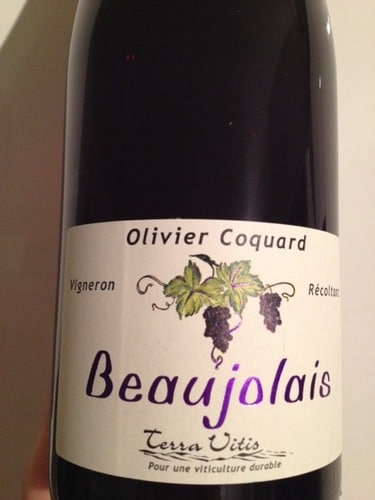 Olivier Coquard
Vigneron
Récoltant
Beaujolais
Terra Vitis
Pour une viticulture durable